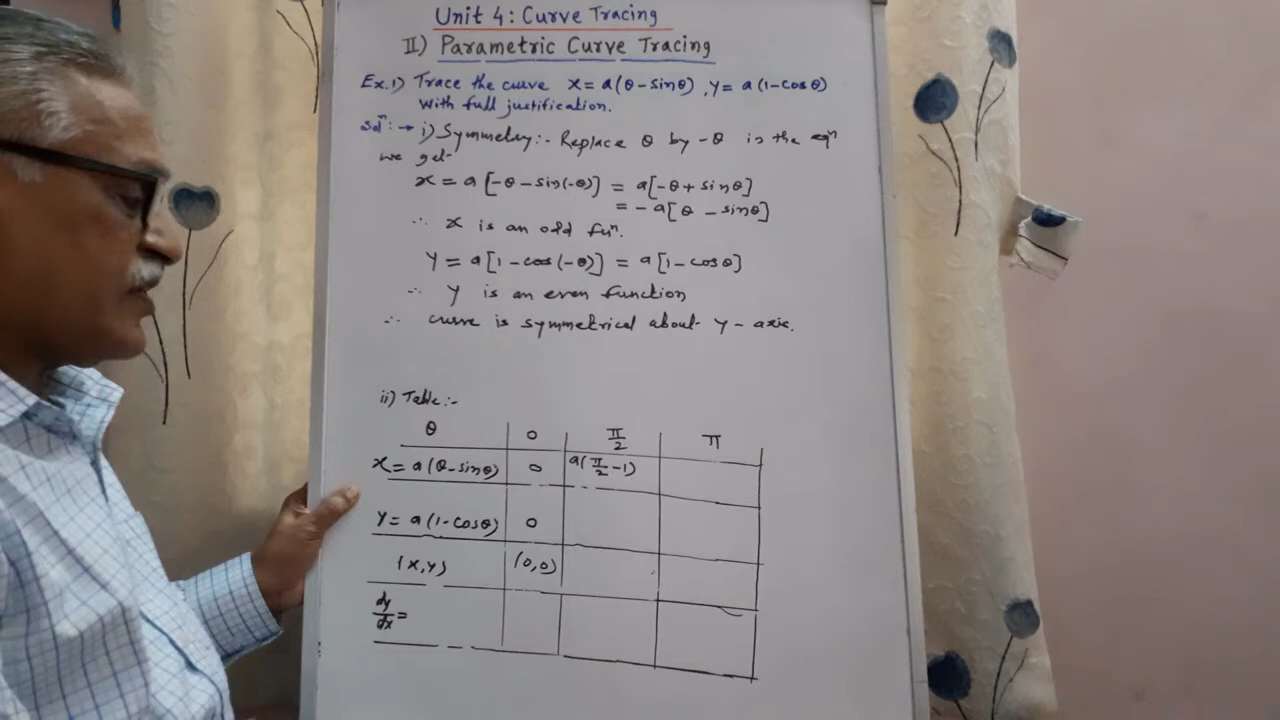 Unit 4: Curve Tracing
II) Parametric Curve Tracing
Ex.1) Trace the curve x = a(θ-sinθ), y = a(1-cosθ)
with full justification.
Solⁿ:→ i) Symmetry:- Replace θ by -θ is the eqⁿ
we get-
x = a[-θ-sin(-θ)] = a[-θ+sinθ]
= -a[θ-sinθ]
∴ x is an odd fuⁿ.
y = a[1-cos(-θ)] = a[1-cosθ]
∴ y is an even function
∴ curve is symmetrical about y-axis.
ii) Table:-
θ 0 π/2 π
x = a(θ-sinθ) 0 a(π/2-1)
y = a(1-cosθ) 0
(x,y) (0,0)
dy/dx =